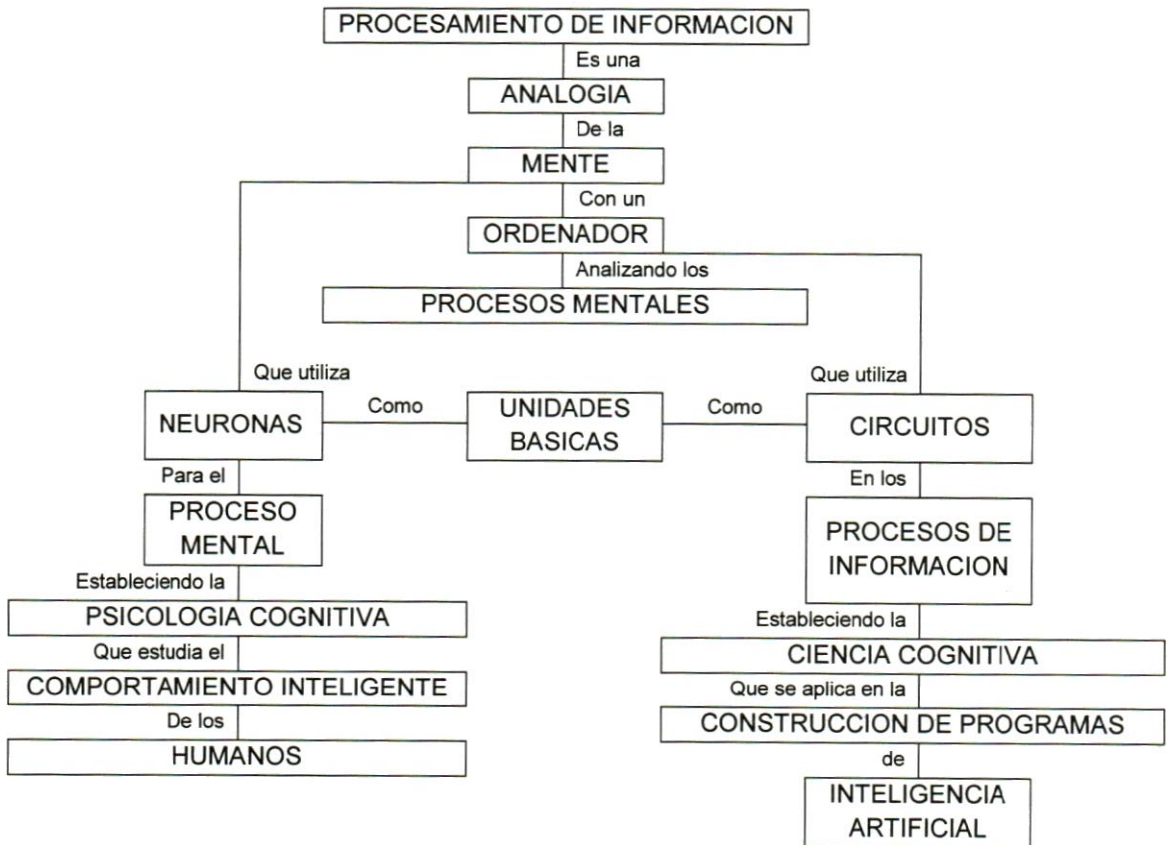 PROCESAMIENTO DE INFORMACION
Es una
ANALOGIA
De la
MENTE
Con un
ORDENADOR
Analizando los
PROCESOS MENTALES
Que utiliza
NEURONAS
Como
UNIDADES
BASICAS
Como
Que utiliza
CIRCUITOS
Para el
PROCESO
MENTAL
Estableciendo la
PSICOLOGIA COGNITIVA
Que estudia el
COMPORTAMIENTO INTELIGENTE
De los
HUMANOS
En los
PROCESOS DE
INFORMACION
Estableciendo la
CIENCIA COGNITIVA
Que se aplica en la
CONSTRUCCION DE PROGRAMAS
de
INTELIGENCIA
ARTIFICIAL